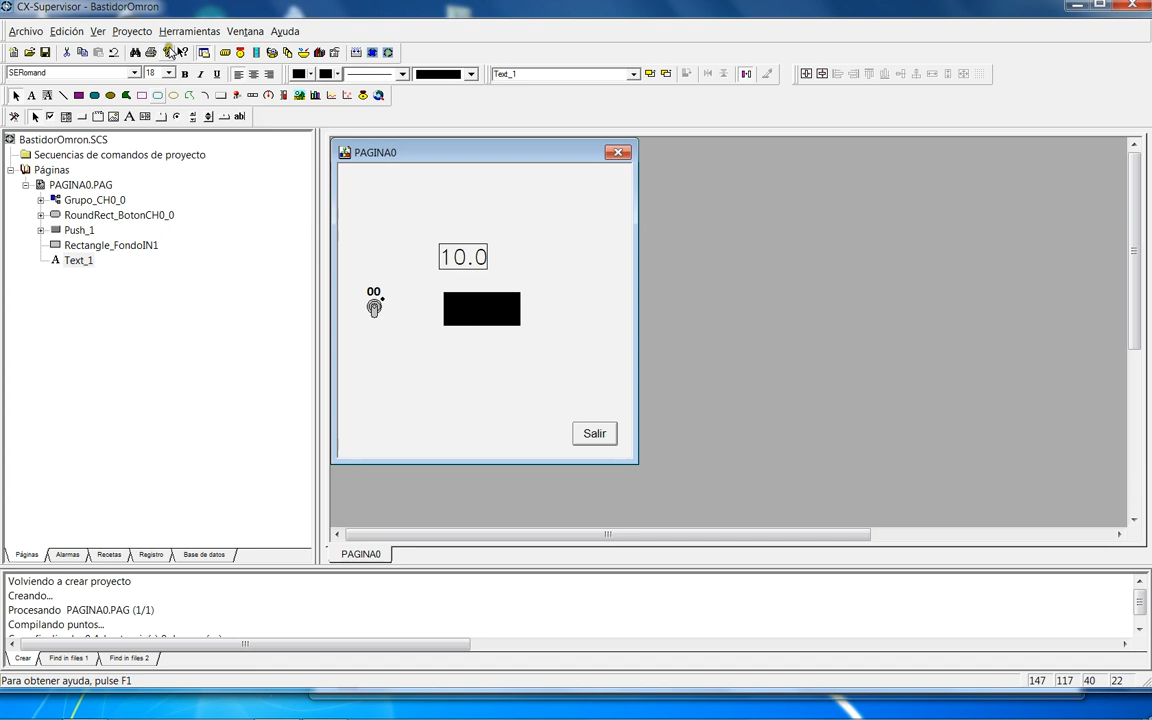 CX-Supervisor - BastidorOmron
Archivo Edición Ver Proyecto Herramientas Ventana Ayuda
SERomand 18 B I U Text_1
BastidorOmron.SCS
Secuencias de comandos de proyecto
Páginas
PAGINA0.PAG
Grupo_CH0_0
RoundRect_BotonCH0_0
Push_1
Rectangle_FondoIN1
A Text_1
PAGINA0
10.0
00
Salir
Páginas Alarmas Recetas Registro Base de datos
PAGINA0
Volviendo a crear proyecto
Creando...
Procesando PAGINA0.PAG (1/1)
Compilando puntos...
Crear Find in files 1 Find in files 2
Para obtener ayuda, pulse F1
147 117 40 22